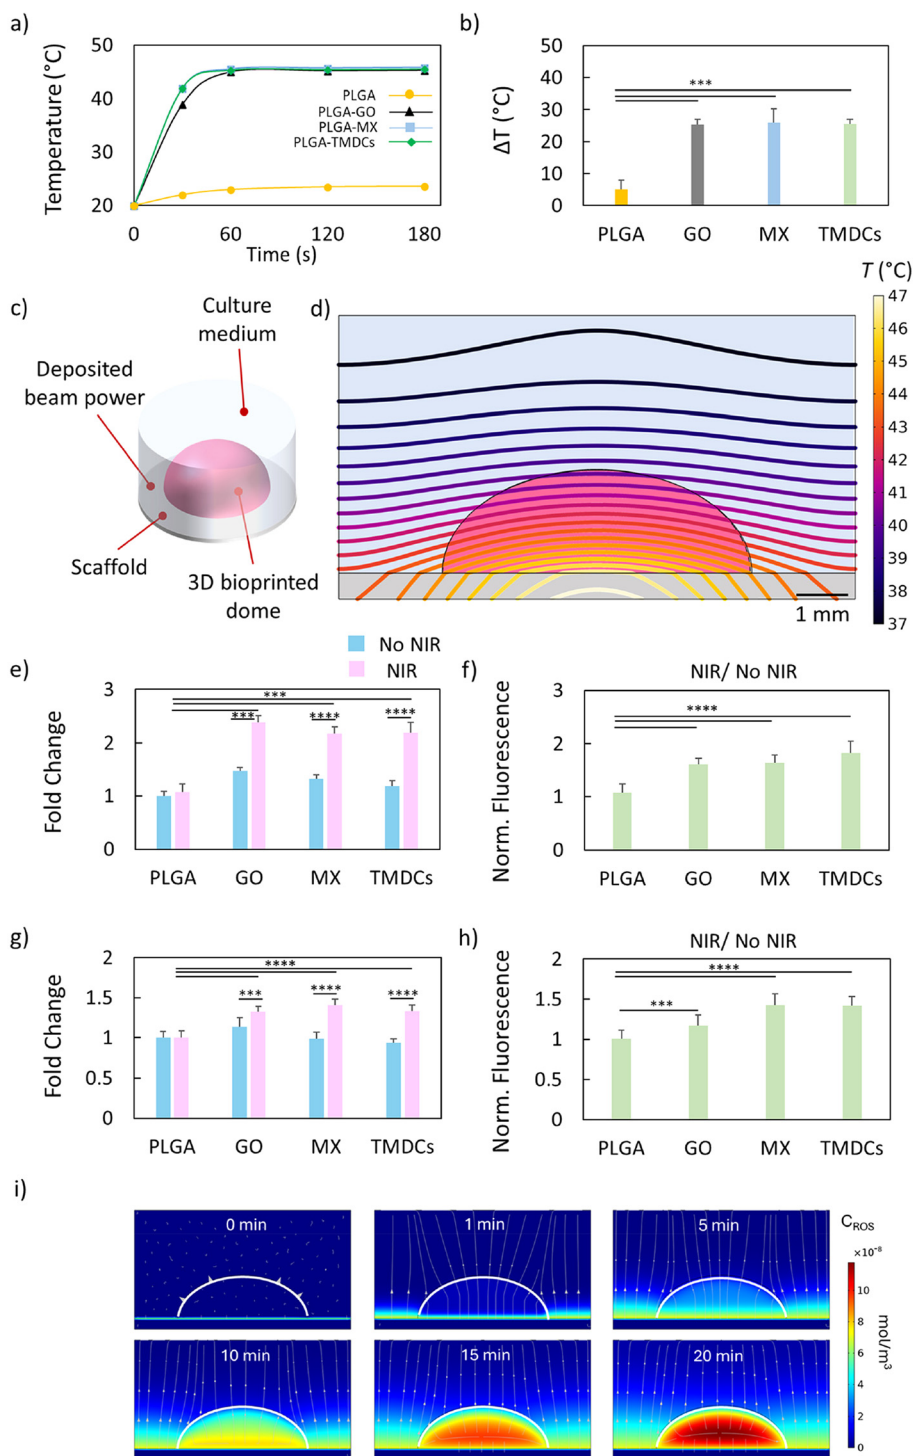 a)
Temperature (°C)
50
40
30
20
0
60
120
180
Time (s)
PLGA
PLGA-GO
PLGA-MX
PLGA-TMDCs
b)
ΔT (°C)
50
40
30
20
10
0
***
PLGA
GO
MX
TMDCs
c)
Culture
medium
Deposited
beam power
Scaffold
3D bioprinted
dome
d)
T (°C)
47
46
45
44
43
42
41
40
39
38
37
1 mm
No NIR
NIR
e)
Fold Change
3
2
1
0
***
***
****
****
PLGA
GO
MX
TMDCs
f)
NIR/ No NIR
Norm. Fluorescence
3
2
1
0
****
PLGA
GO
MX
TMDCs
g)
Fold Change
2
1.5
1
0.5
0
****
***
****
****
PLGA
GO
MX
TMDCs
h)
NIR/ No NIR
Norm. Fluorescence
2
1.5
1
0.5
0
****
***
PLGA
GO
MX
TMDCs
i)
0 min
1 min
5 min
10 min
15 min
20 min
CROS
×10⁻⁸
10
8
6
4
2
0
mol/m³